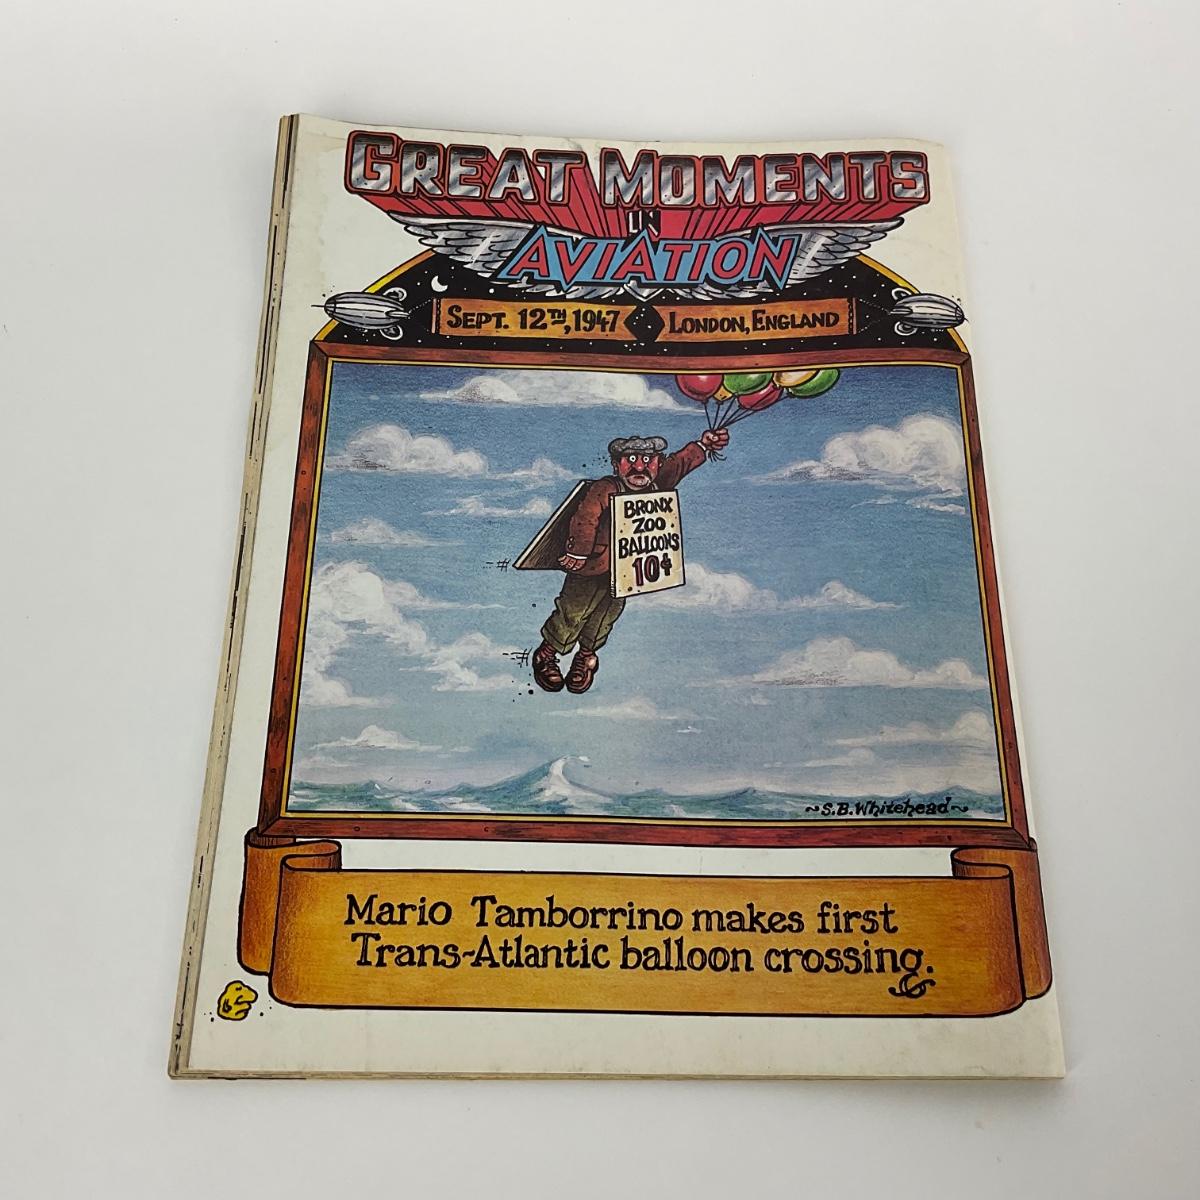 GREAT MOMENTS
IN
AVIATION
SEPT. 12TH, 1947 LONDON, ENGLAND
BRONX
ZOO
BALLOONS
10¢
~S.B. Whitehead~
Mario Tamborrino makes first
Trans-Atlantic balloon crossing.